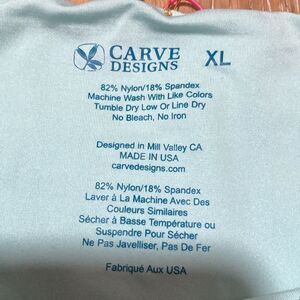 CARVE
DESIGNS
XL
82% Nylon/18% Spandex
Machine Wash With Like Colors
Tumble Dry Low Or Line Dry
No Bleach, No Iron
Designed in Mill Valley CA
MADE IN USA
carvedesigns.com
82% Nylon/18% Spandex
Laver à La Machine Avec Des
Couleurs Similaires
Sécher à Basse Température ou
Suspendre Pour Sécher
Ne Pas Javelliser, Pas De Fer
Fabriqué Aux USA